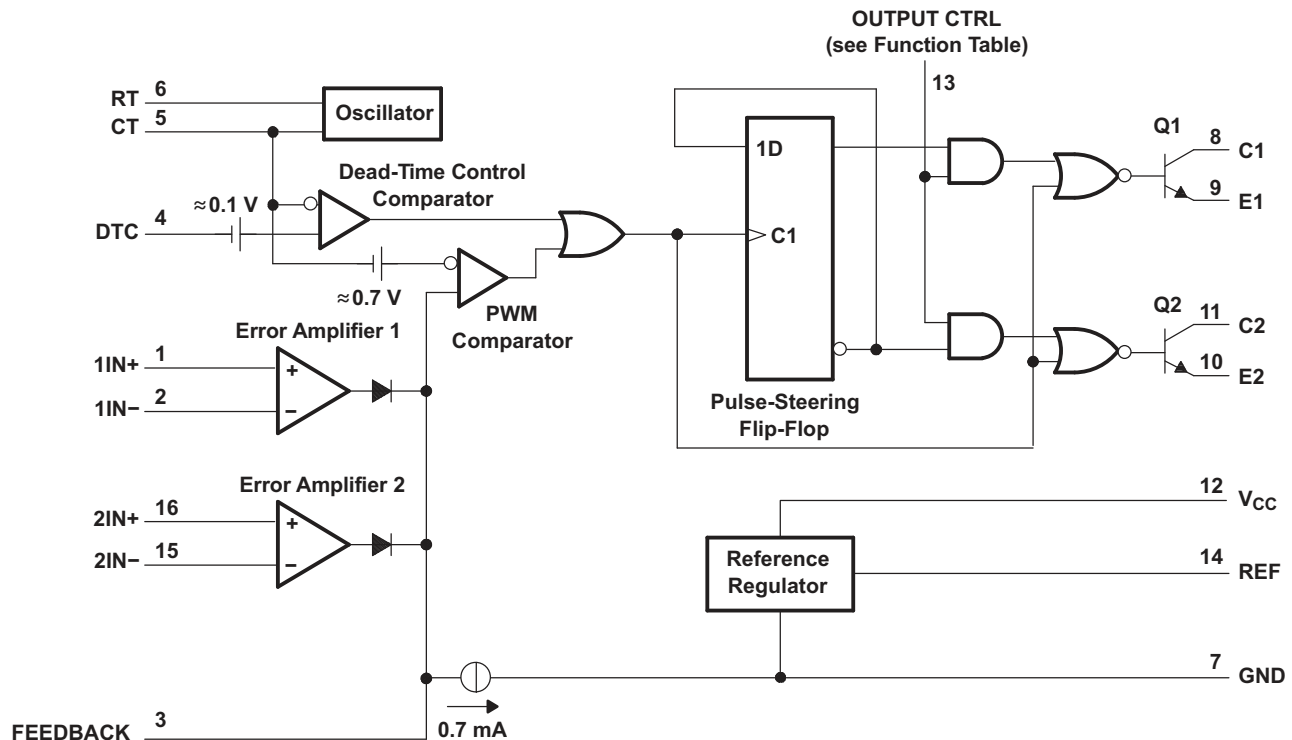 OUTPUT CTRL
(see Function Table)
13
RT 6
CT 5
Oscillator
Dead-Time Control
Comparator
≈0.1 V
DTC 4
≈0.7 V
PWM
Comparator
1D
C1
Pulse-Steering
Flip-Flop
Q1
8 C1
9 E1
Q2
11 C2
10 E2
Error Amplifier 1
1IN+ 1
+
1IN− 2
−
Error Amplifier 2
2IN+ 16
+
2IN− 15
−
12 VCC
Reference
Regulator
14 REF
7 GND
0.7 mA
FEEDBACK 3